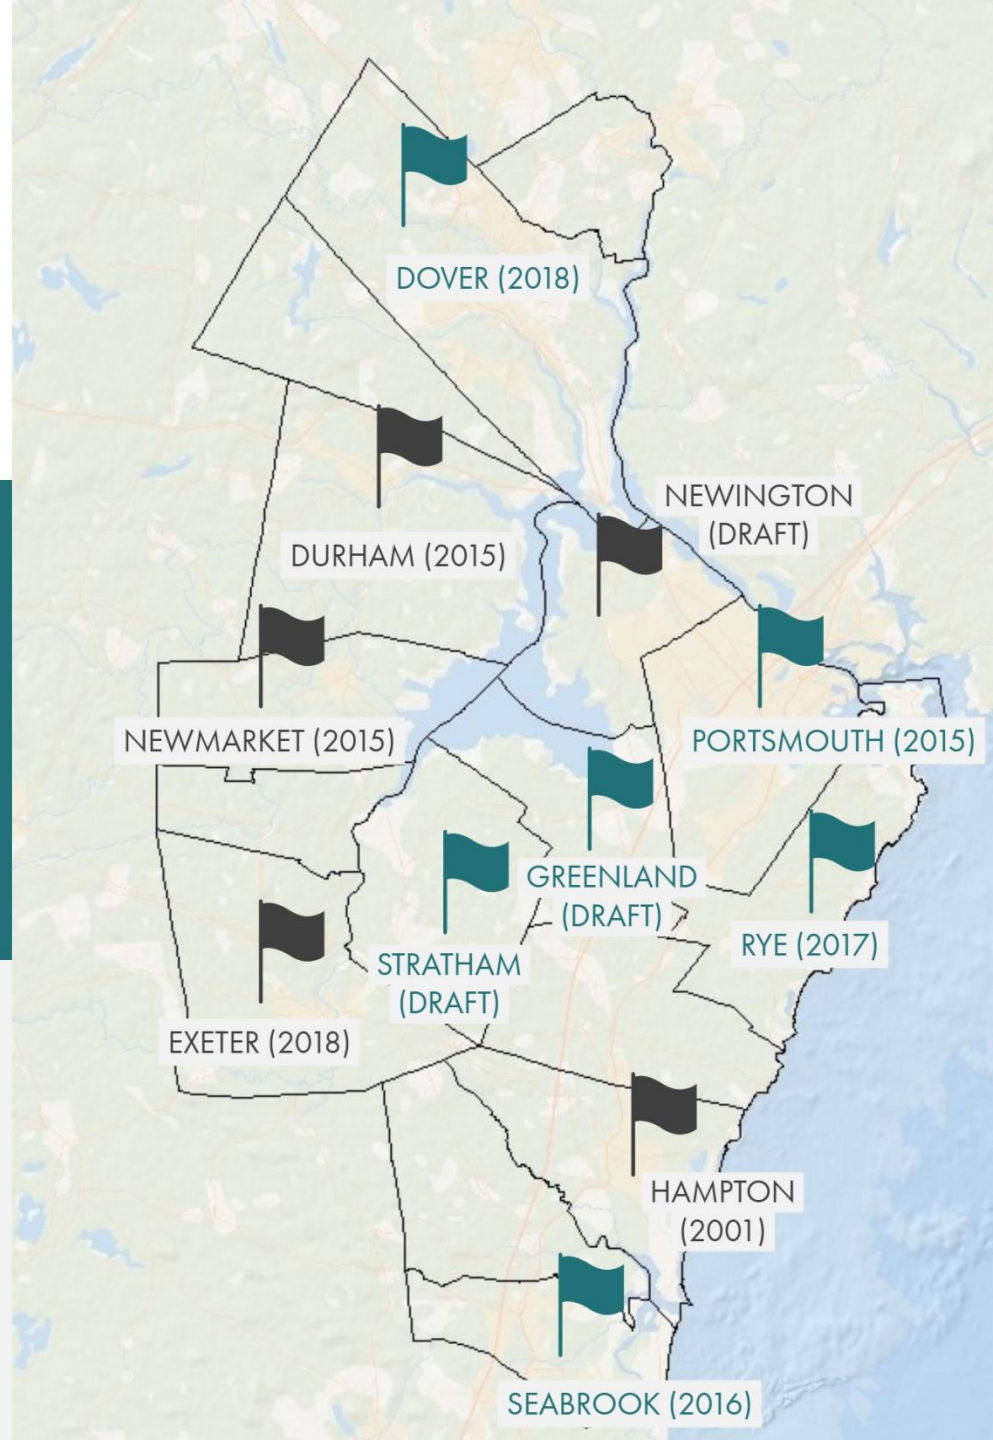 DOVER (2018)
NEWINGTON
(DRAFT)
DURHAM (2015)
NEWMARKET (2015)
PORTSMOUTH (2015)
GREENLAND
(DRAFT)
RYE (2017)
STRATHAM
(DRAFT)
EXETER (2018)
HAMPTON
(2001)
SEABROOK (2016)